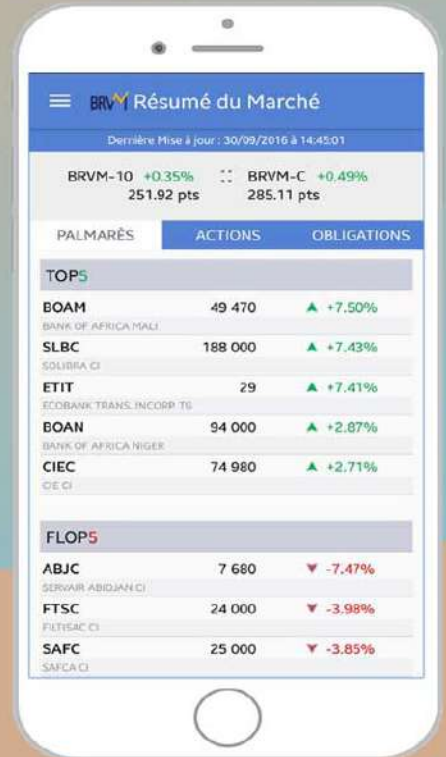 BRVM Résumé du Marché
Dernière Mise à jour : 30/09/2016 à 14:45:01
BRVM-10 +0.35% BRVM-C +0.49%
251.92 pts 285.11 pts
PALMARÈS ACTIONS OBLIGATIONS
TOP5
BOAM 49 470 +7.50%
BANK OF AFRICA MALI
SLBC 188 000 +7.43%
SOLIBRA CI
ETIT 29 +7.41%
ECOBANK TRANS. INCORP. TG
BOAN 94 000 +2.87%
BANK OF AFRICA NIGER
CIEC 74 980 +2.71%
CIE CI
FLOP5
ABJC 7 680 -7.47%
SERVAIR ABIDJAN CI
FTSC 24 000 -3.98%
FILTISAC CI
SAFC 25 000 -3.85%
SAFCA CI